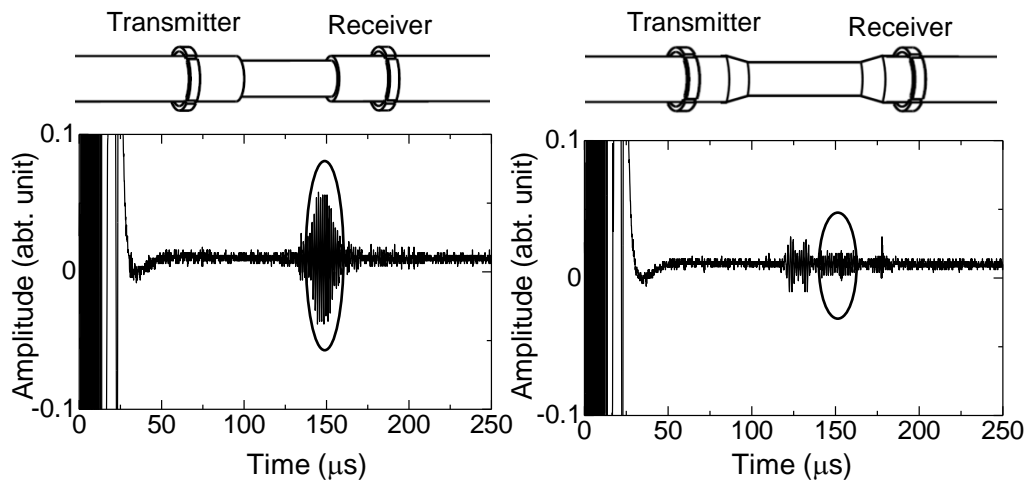 Transmitter Receiver
0.1
0
-0.1
Amplitude (abt. unit)
0 50 100 150 200 250
Time (μs)
Transmitter Receiver
0.1
0
-0.1
Amplitude (abt. unit)
0 50 100 150 200 250
Time (μs)